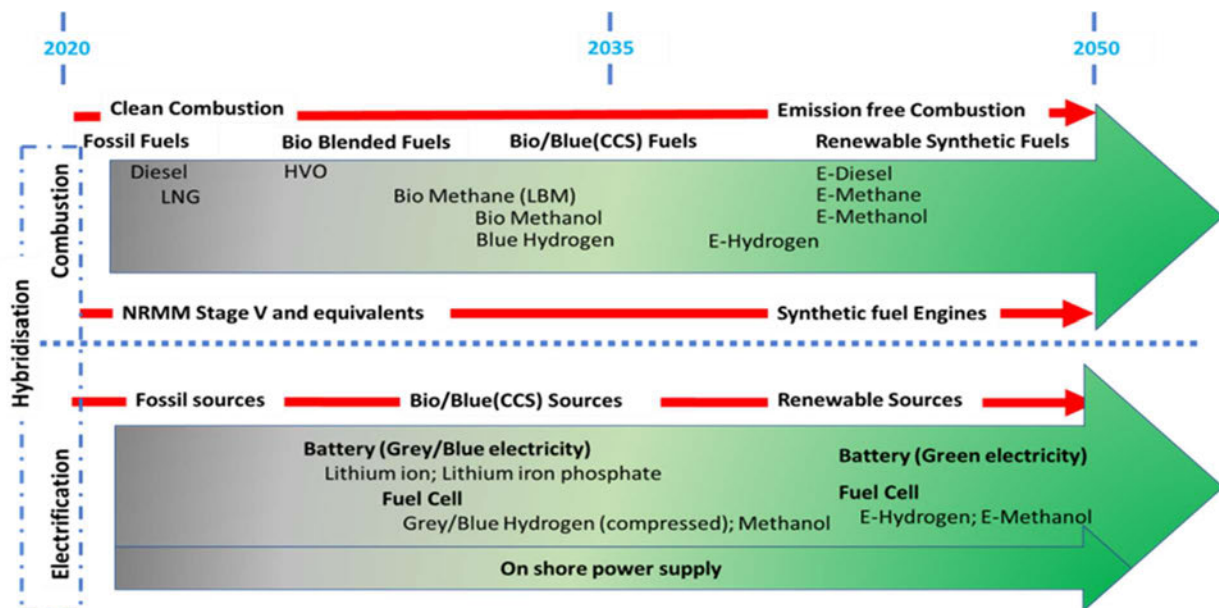 2020 2035 2050
Clean Combustion Emission free Combustion
Fossil Fuels Bio Blended Fuels Bio/Blue(CCS) Fuels Renewable Synthetic Fuels
Diesel HVO E-Diesel
LNG Bio Methane (LBM) E-Methane
Bio Methanol E-Methanol
Blue Hydrogen E-Hydrogen
Combustion
NRMM Stage V and equivalents Synthetic fuel Engines
Hybridisation
Fossil sources Bio/Blue(CCS) Sources Renewable Sources
Battery (Grey/Blue electricity) Battery (Green electricity)
Lithium ion; Lithium iron phosphate
Fuel Cell Fuel Cell
Grey/Blue Hydrogen (compressed); Methanol E-Hydrogen; E-Methanol
Electrification
On shore power supply